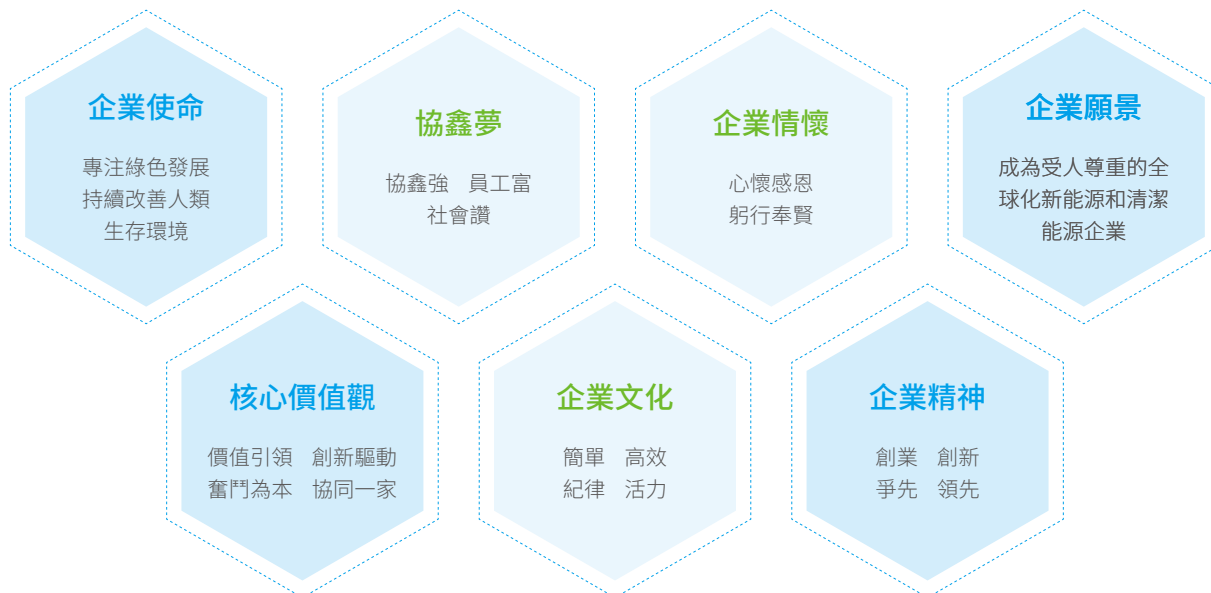 企業使命
專注綠色發展
持續改善人類
生存環境
協鑫夢
協鑫強　員工富
社會讚
企業情懷
心懷感恩
躬行奉賢
企業願景
成為受人尊重的全
球化新能源和清潔
能源企業
核心價值觀
價值引領　創新驅動
奮鬥為本　協同一家
企業文化
簡單　高效
紀律　活力
企業精神
創業　創新
爭先　領先